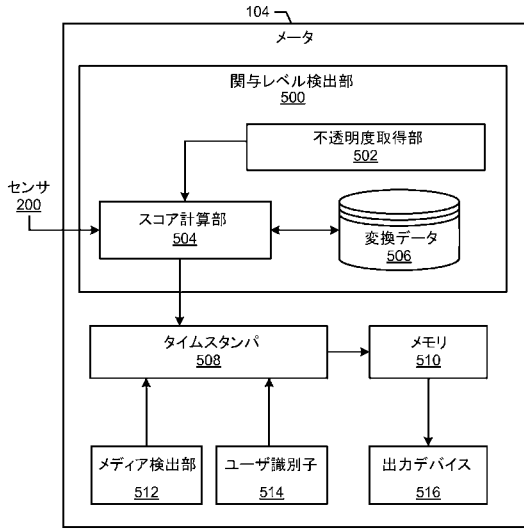 104
メータ
関与レベル検出部
500
不透明度取得部
502
センサ
200
スコア計算部
504
変換データ
506
タイムスタンパ
508
メモリ
510
メディア検出部
512
ユーザ識別子
514
出力デバイス
516